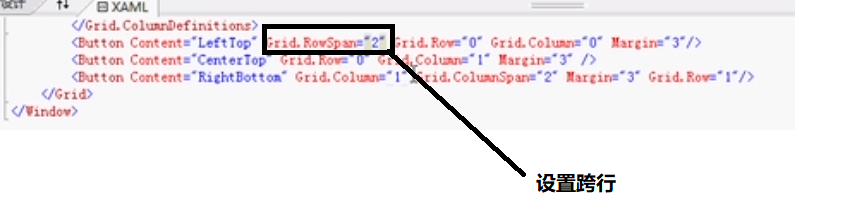 设计 ↑↓ XAML
</Grid.ColumnDefinitions>
<Button Content="LeftTop" Grid.RowSpan="2" Grid.Row="0" Grid.Column="0" Margin="3"/>
<Button Content="CenterTop" Grid.Row="0" Grid.Column="1" Margin="3" />
<Button Content="RightBottom" Grid.Column="1" Grid.ColumnSpan="2" Margin="3" Grid.Row="1"/>
</Grid>
</Window>
设置跨行